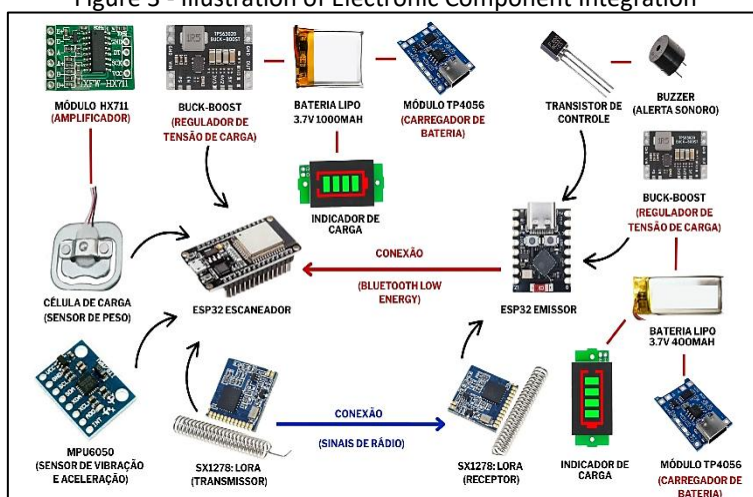 Figure 3 - Illustration of Electronic Component Integration
MÓDULO HX711
(AMPLIFICADOR)
BUCK-BOOST
(REGULADOR DE
TENSÃO DE CARGA)
BATERIA LIPO
3.7V 1000MAH
MÓDULO TP4056
(CARREGADOR DE
BATERIA)
TRANSISTOR DE
CONTROLE
BUZZER
(ALERTA SONORO)
BUCK-BOOST
(REGULADOR DE
TENSÃO DE CARGA)
INDICADOR DE
CARGA
CÉLULA DE CARGA
(SENSOR DE PESO)
ESP32 ESCANEADOR
CONEXÃO
(BLUETOOTH LOW
ENERGY)
ESP32 EMISSOR
BATERIA LIPO
3.7V 400MAH
MPU6050
(SENSOR DE VIBRAÇÃO
E ACELERAÇÃO)
SX1278: LORA
(TRANSMISSOR)
CONEXÃO
(SINAIS DE RÁDIO)
SX1278: LORA
(RECEPTOR)
INDICADOR DE
CARGA
MÓDULO TP4056
(CARREGADOR DE
BATERIA)